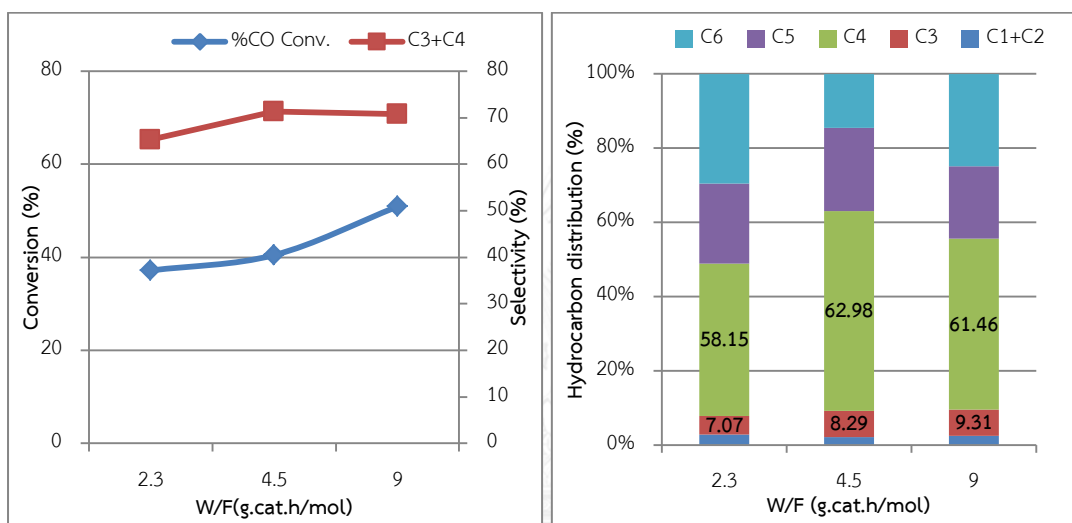 %CO Conv. C3+C4
80
60
40
20
0
Conversion (%)
80
70
60
50
40
30
20
10
0
Selectivity (%)
2.3 4.5 9
W/F(g.cat.h/mol)
C6 C5 C4 C3 C1+C2
100%
80%
60%
40%
20%
0%
Hydrocarbon distribution (%)
58.15 62.98 61.46
7.07 8.29 9.31
2.3 4.5 9
W/F(g.cat.h/mol)